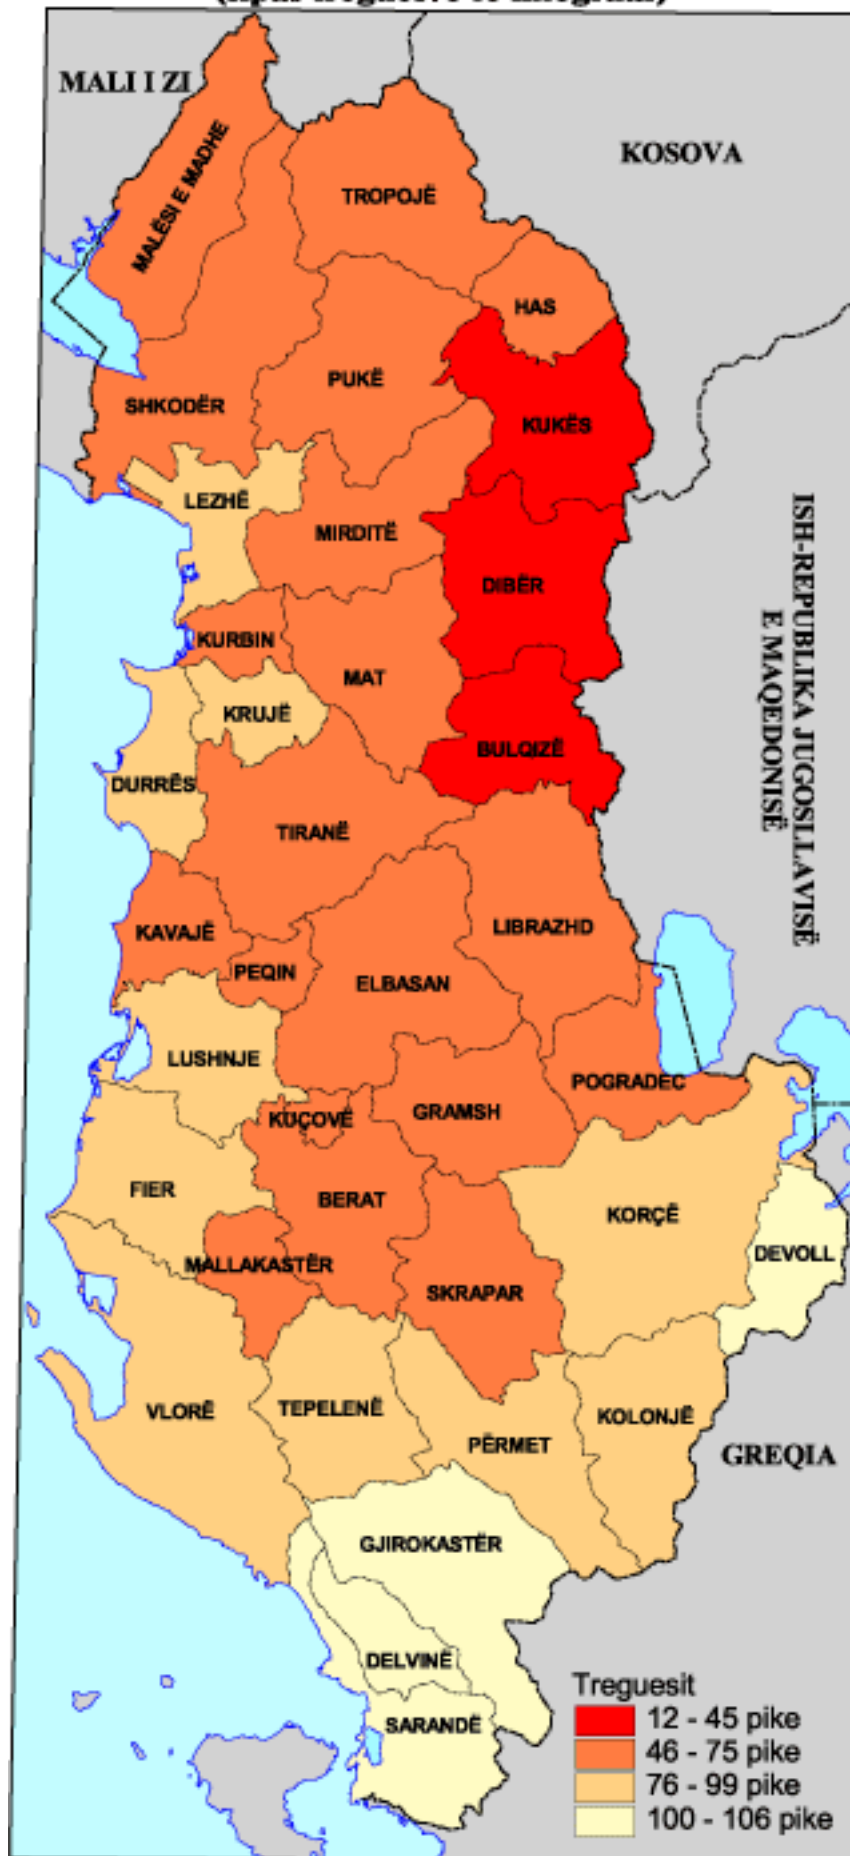 MALI I ZI
KOSOVA
MALËSI E MADHE
TROPOJË
HAS
PUKË
SHKODËR
KUKËS
LEZHË
MIRDITË
DIBËR
KURBIN
MAT
KRUJË
BULQIZË
DURRËS
TIRANË
ISH-REPUBLIKA JUGOSLLAVISË
E MAQEDONISË
KAVAJË
LIBRAZHD
PEQIN
ELBASAN
LUSHNJE
POGRADEC
KUÇOVË
GRAMSH
FIER
BERAT
KORÇË
DEVOLL
MALLAKASTËR
SKRAPAR
VLORË
TEPELENË
PËRMET
KOLONJË
GREQIA
GJIROKASTËR
DELVINË
SARANDË
Treguesit
12 - 45 pike
46 - 75 pike
76 - 99 pike
100 - 106 pike